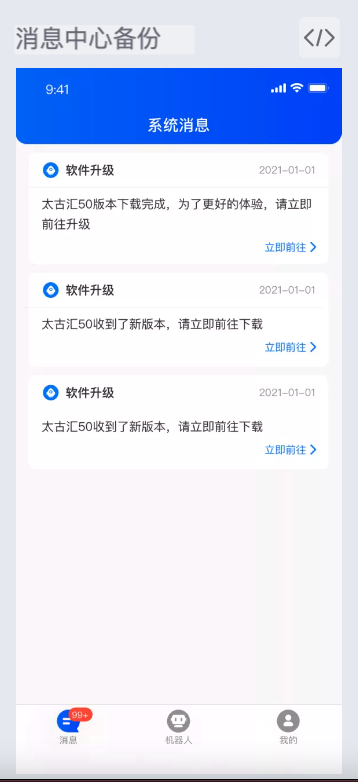 消息中心备份
</>
9:41
系统消息
软件升级 2021-01-01
太古汇50版本下载完成，为了更好的体验，请立即
前往升级
立即前往
软件升级 2021-01-01
太古汇50收到了新版本，请立即前往下载
立即前往
软件升级 2021-01-01
太古汇50收到了新版本，请立即前往下载
立即前往
99+
消息 机器人 我的